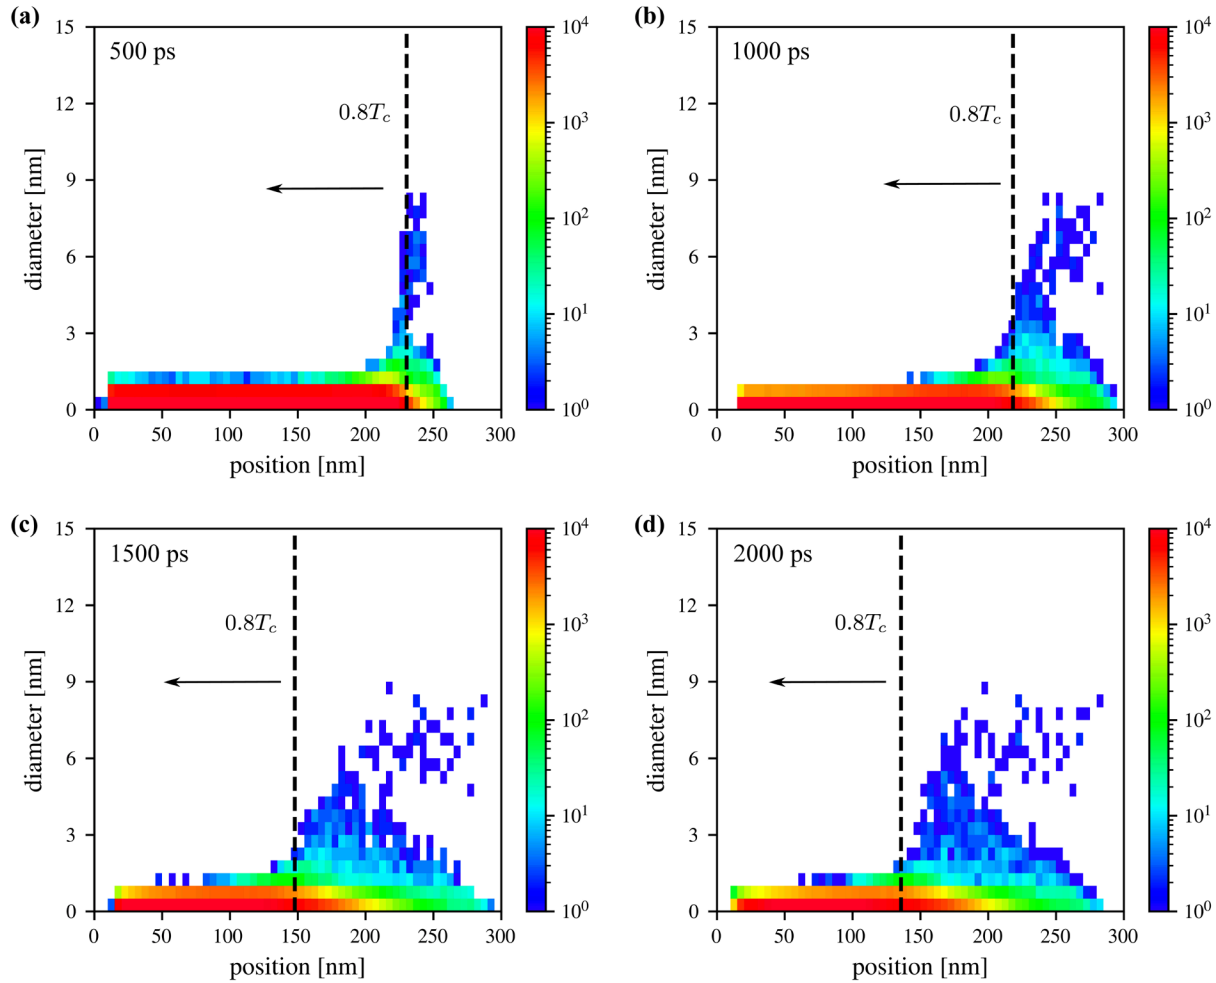 (a)
500 ps
0.8T_c
diameter [nm]
15
12
9
6
3
0
0 50 100 150 200 250 300
position [nm]
10^4
10^3
10^2
10^1
10^0
(b)
1000 ps
0.8T_c
diameter [nm]
15
12
9
6
3
0
0 50 100 150 200 250 300
position [nm]
10^4
10^3
10^2
10^1
10^0
(c)
1500 ps
0.8T_c
diameter [nm]
15
12
9
6
3
0
0 50 100 150 200 250 300
position [nm]
10^4
10^3
10^2
10^1
10^0
(d)
2000 ps
0.8T_c
diameter [nm]
15
12
9
6
3
0
0 50 100 150 200 250 300
position [nm]
10^4
10^3
10^2
10^1
10^0